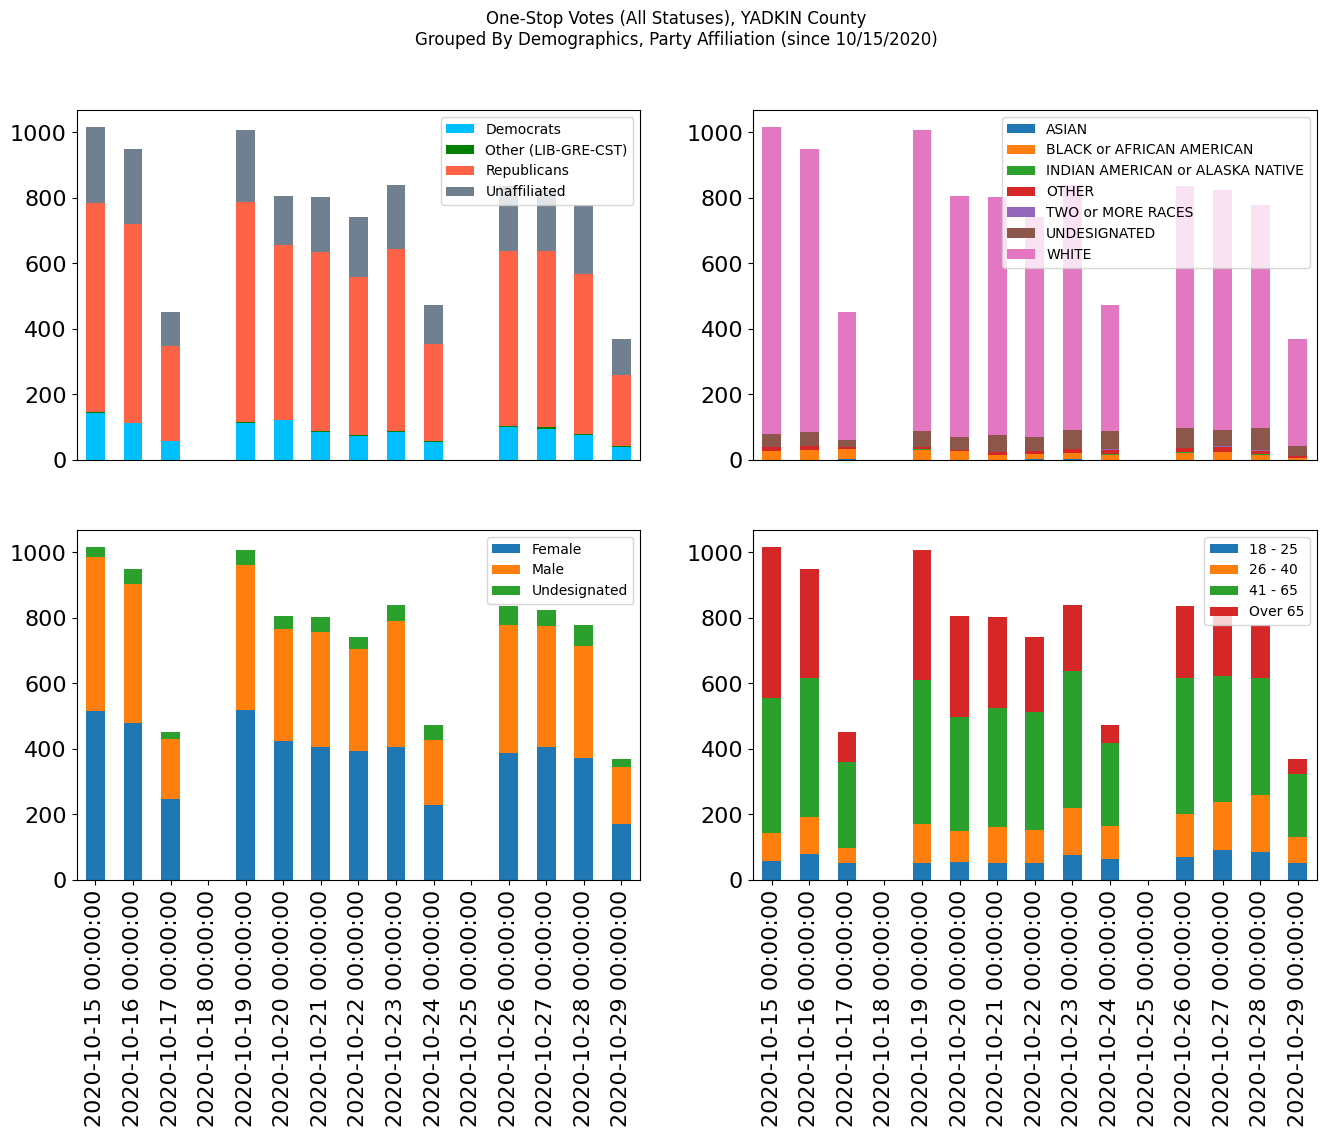 One-Stop Votes (All Statuses), YADKIN County
Grouped By Demographics, Party Affiliation (since 10/15/2020)
1000
800
600
400
200
0
Democrats
Other (LIB-GRE-CST)
Republicans
Unaffiliated
1000
800
600
400
200
0
ASIAN
BLACK or AFRICAN AMERICAN
INDIAN AMERICAN or ALASKA NATIVE
OTHER
TWO or MORE RACES
UNDESIGNATED
WHITE
1000
800
600
400
200
0
Female
Male
Undesignated
2020-10-15 00:00:00
2020-10-16 00:00:00
2020-10-17 00:00:00
2020-10-18 00:00:00
2020-10-19 00:00:00
2020-10-20 00:00:00
2020-10-21 00:00:00
2020-10-22 00:00:00
2020-10-23 00:00:00
2020-10-24 00:00:00
2020-10-25 00:00:00
2020-10-26 00:00:00
2020-10-27 00:00:00
2020-10-28 00:00:00
2020-10-29 00:00:00
1000
800
600
400
200
0
18 - 25
26 - 40
41 - 65
Over 65
2020-10-15 00:00:00
2020-10-16 00:00:00
2020-10-17 00:00:00
2020-10-18 00:00:00
2020-10-19 00:00:00
2020-10-20 00:00:00
2020-10-21 00:00:00
2020-10-22 00:00:00
2020-10-23 00:00:00
2020-10-24 00:00:00
2020-10-25 00:00:00
2020-10-26 00:00:00
2020-10-27 00:00:00
2020-10-28 00:00:00
2020-10-29 00:00:00